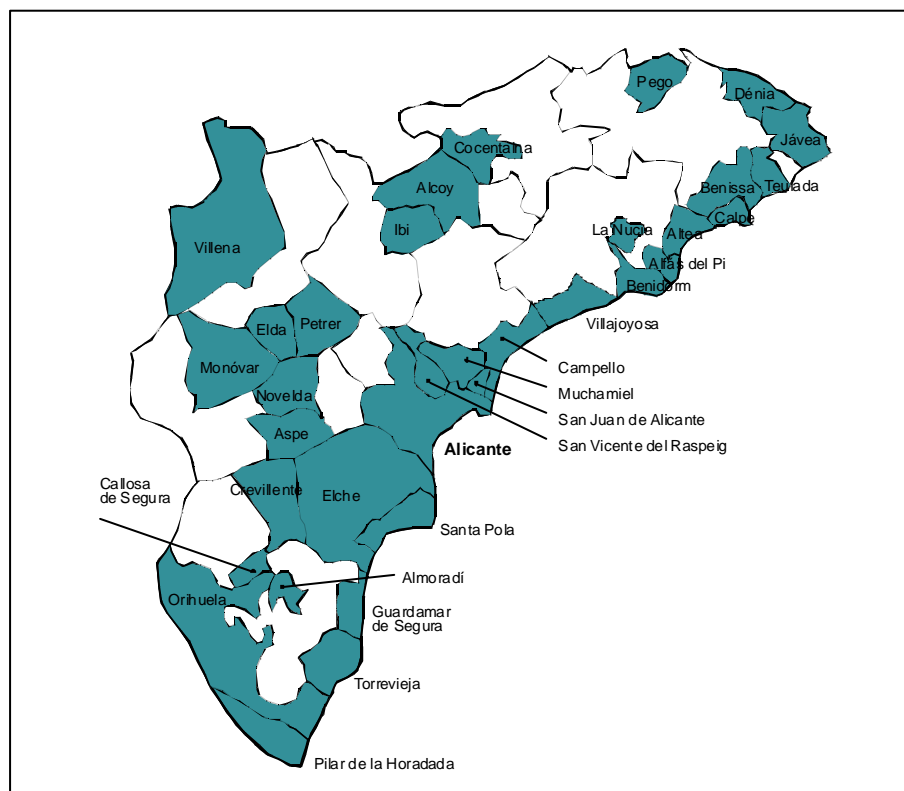 Pego
Dénia
Jávea
Cocentaina
Alcoy
Benissa
Teulada
Ibi
Calpe
La Nucia
Altea
Villena
Alfas del Pi
Benidorm
Elda
Petrer
Villajoyosa
Monóvar
Campello
Muchamiel
Novelda
San Juan de Alicante
Aspe
San Vicente del Raspeig
Alicante
Callosa
de Segura
Crevillente
Elche
Santa Pola
Almoradí
Orihuela
Guardamar
de Segura
Torrevieja
Pilar de la Horadada